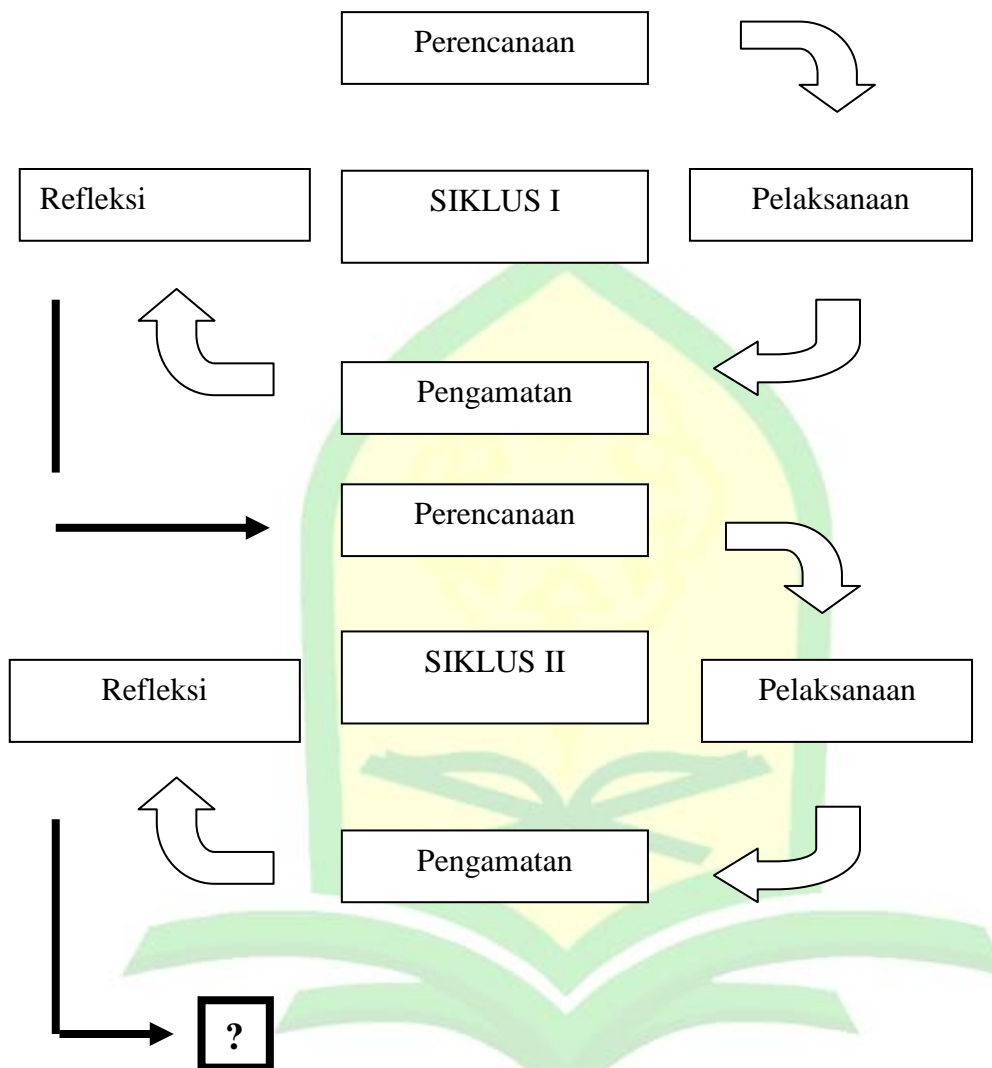 Perencanaan
Refleksi
SIKLUS I
Pelaksanaan
Pengamatan
Perencanaan
Refleksi
SIKLUS II
Pelaksanaan
Pengamatan
?